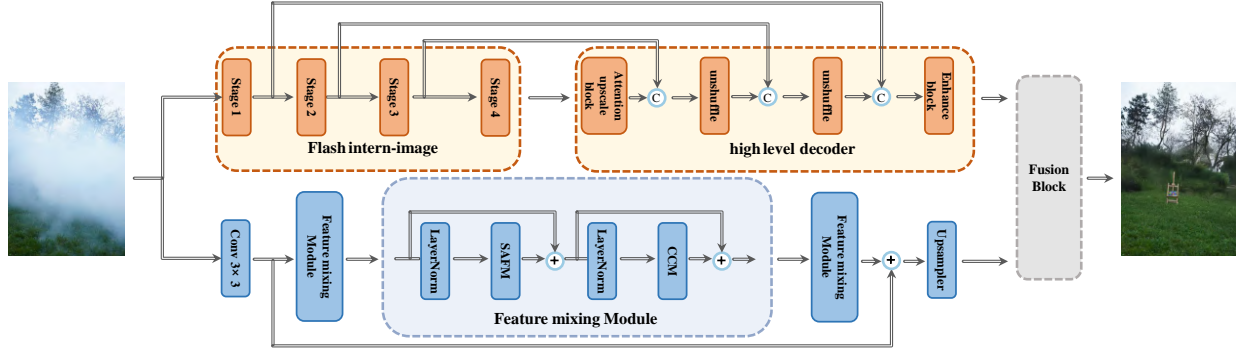 Stage 1
Stage 2
Stage 3
Stage 4
Flash intern-image
Attention
upscale
block
C
unshuffle
C
unshuffle
C
Enhance
block
high level decoder
Fusion
Block
Conv 3× 3
Feature mixing
Module
LayerNorm
SAFM
+
LayerNorm
CCM
+
Feature mixing Module
Feature mixing
Module
+
Upsampler